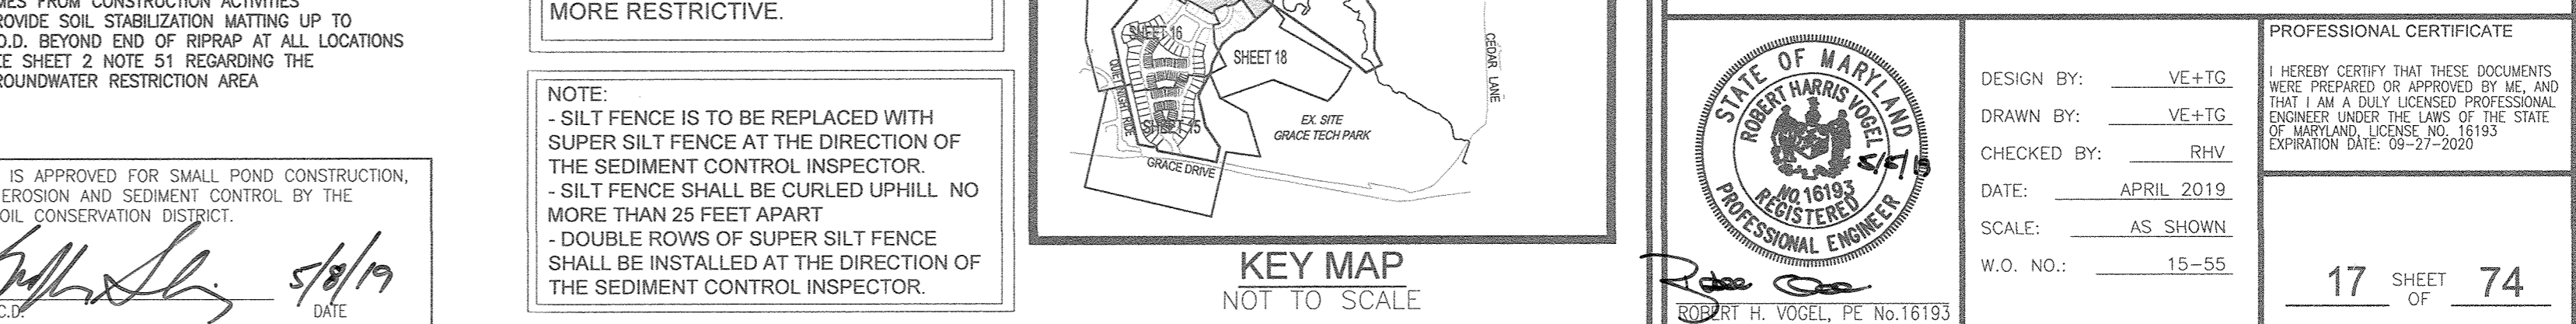 MES FROM CONSTRUCTION ACTIVITIES
ROVIDE SOIL STABILIZATION MATTING UP TO
O.D. BEYOND END OF RIPRAP AT ALL LOCATIONS
EE SHEET 2 NOTE 51 REGARDING THE
ROUNDWATER RESTRICTION AREA
IS APPROVED FOR SMALL POND CONSTRUCTION,
EROSION AND SEDIMENT CONTROL BY THE
OIL CONSERVATION DISTRICT.
5/8/19
C.D.
DATE
MORE RESTRICTIVE.
NOTE:
- SILT FENCE IS TO BE REPLACED WITH
SUPER SILT FENCE AT THE DIRECTION OF
THE SEDIMENT CONTROL INSPECTOR.
- SILT FENCE SHALL BE CURLED UPHILL NO
MORE THAN 25 FEET APART
- DOUBLE ROWS OF SUPER SILT FENCE
SHALL BE INSTALLED AT THE DIRECTION OF
THE SEDIMENT CONTROL INSPECTOR.
SHEET 16
SHEET 18
CEDAR LANE
SHEET 15
EX. SITE
GRACE TECH PARK
GRACE DRIVE
KEY MAP
NOT TO SCALE
STATE OF MARYLAND
ROBERT HARRIS VOGEL
NO. 16193
REGISTERED
PROFESSIONAL ENGINEER
ROBERT H. VOGEL, PE No.16193
DESIGN BY: VE+TG
DRAWN BY: VE+TG
CHECKED BY: RHV
DATE: APRIL 2019
SCALE: AS SHOWN
W.O. NO.: 15-55
PROFESSIONAL CERTIFICATE
I HEREBY CERTIFY THAT THESE DOCUMENTS
WERE PREPARED OR APPROVED BY ME, AND
THAT I AM A DULY LICENSED PROFESSIONAL
ENGINEER UNDER THE LAWS OF THE STATE
OF MARYLAND, LICENSE NO. 16193
EXPIRATION DATE: 09-27-2020
17 SHEET OF 74